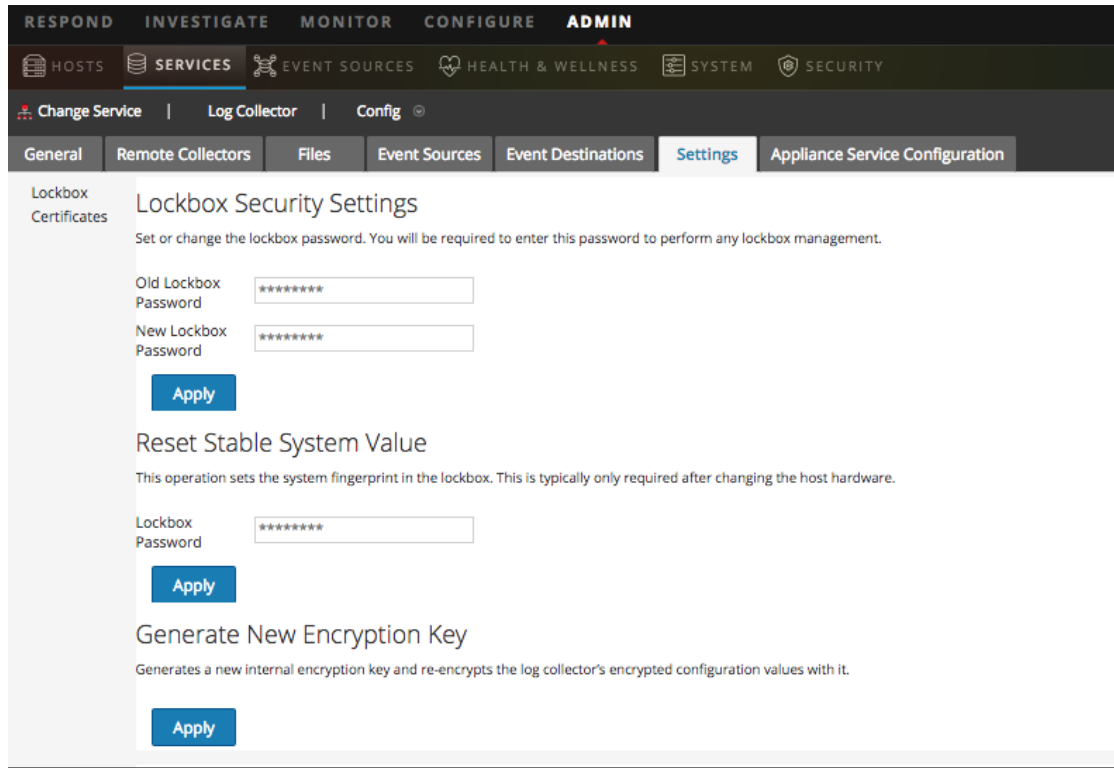 RESPOND INVESTIGATE MONITOR CONFIGURE ADMIN
HOSTS SERVICES EVENT SOURCES HEALTH & WELLNESS SYSTEM SECURITY
Change Service | Log Collector | Config
General Remote Collectors Files Event Sources Event Destinations Settings Appliance Service Configuration
Lockbox
Certificates
Lockbox Security Settings
Set or change the lockbox password. You will be required to enter this password to perform any lockbox management.
Old Lockbox
Password
********
New Lockbox
Password
********
Apply
Reset Stable System Value
This operation sets the system fingerprint in the lockbox. This is typically only required after changing the host hardware.
Lockbox
Password
********
Apply
Generate New Encryption Key
Generates a new internal encryption key and re-encrypts the log collector's encrypted configuration values with it.
Apply